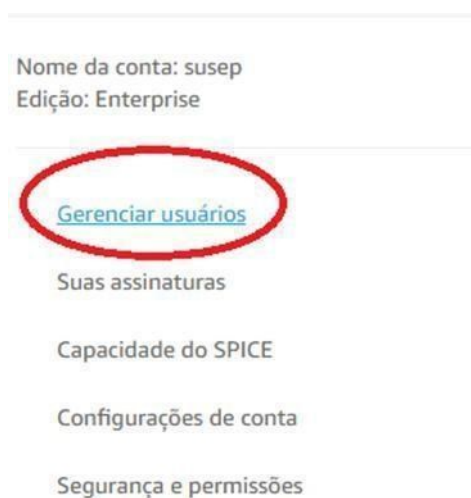 Nome da conta: susep
Edição: Enterprise
Gerenciar usuários
Suas assinaturas
Capacidade do SPICE
Configurações de conta
Segurança e permissões